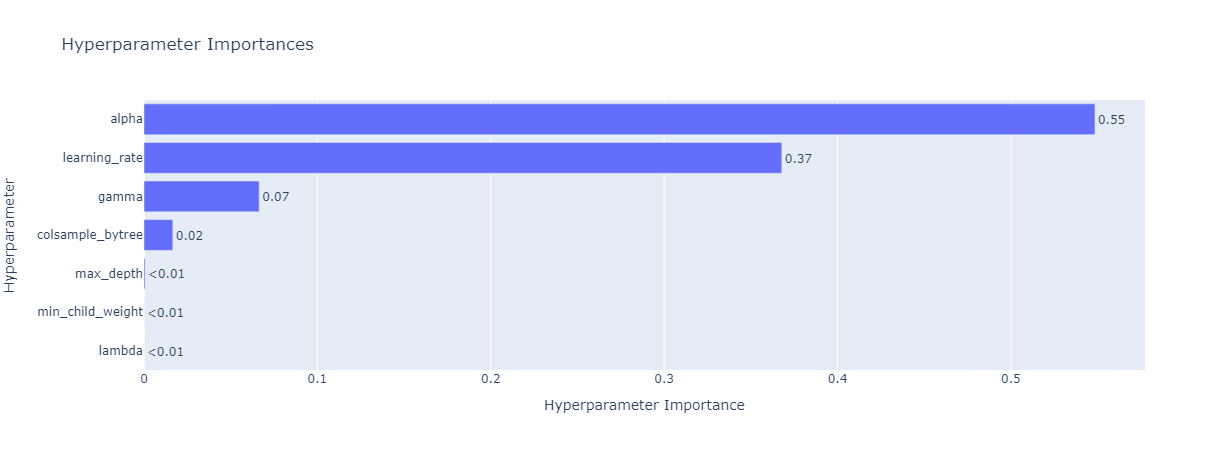 Hyperparameter Importances
Hyperparameter
alpha 0.55
learning_rate 0.37
gamma 0.07
colsample_bytree 0.02
max_depth <0.01
min_child_weight <0.01
lambda <0.01
0 0.1 0.2 0.3 0.4 0.5
Hyperparameter Importance